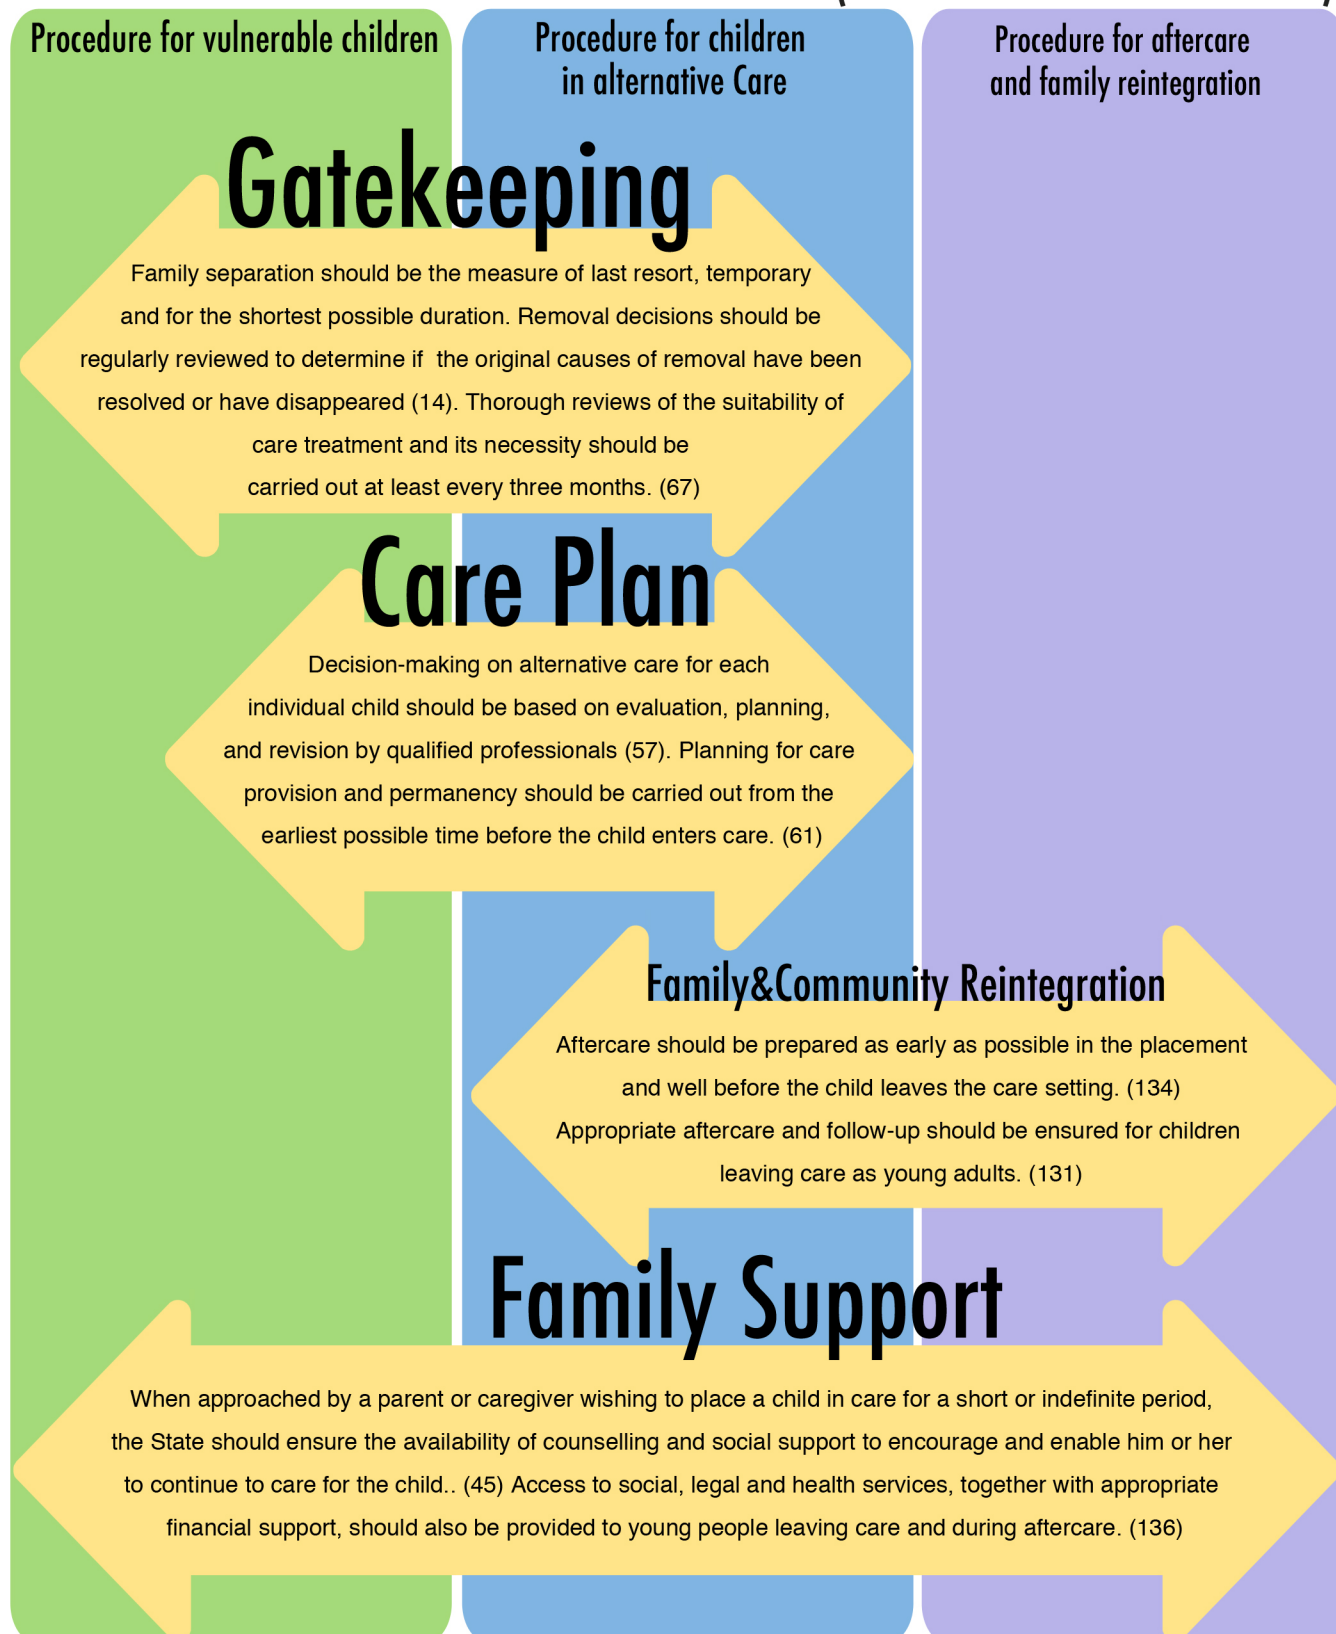 Procedure for vulnerable children
Procedure for children
in alternative Care
Procedure for aftercare
and family reintegration
Gatekeeping
Family separation should be the measure of last resort, temporary
and for the shortest possible duration. Removal decisions should be
regularly reviewed to determine if  the original causes of removal have been
resolved or have disappeared (14). Thorough reviews of the suitability of
care treatment and its necessity should be
carried out at least every three months. (67)
Care Plan
Decision-making on alternative care for each
individual child should be based on evaluation, planning,
and revision by qualified professionals (57). Planning for care
provision and permanency should be carried out from the
earliest possible time before the child enters care. (61)
Family&Community Reintegration
Aftercare should be prepared as early as possible in the placement
and well before the child leaves the care setting. (134)
Appropriate aftercare and follow-up should be ensured for children
leaving care as young adults. (131)
Family Support
When approached by a parent or caregiver wishing to place a child in care for a short or indefinite period,
the State should ensure the availability of counselling and social support to encourage and enable him or her
to continue to care for the child.. (45) Access to social, legal and health services, together with appropriate
financial support, should also be provided to young people leaving care and during aftercare. (136)